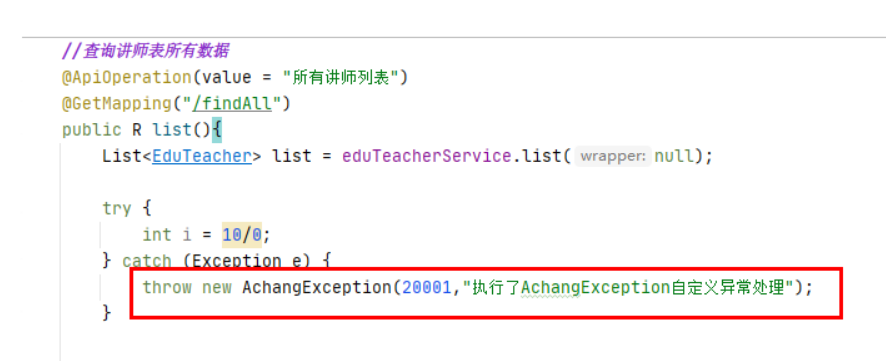 //查询讲师表所有数据
@ApiOperation(value = "所有讲师列表")
@GetMapping("/findAll")
public R list(){
List<EduTeacher> list = eduTeacherService.list( wrapper: null);
try {
int i = 10/0;
} catch (Exception e) {
throw new AchangException(20001,"执行了AchangException自定义异常处理");
}